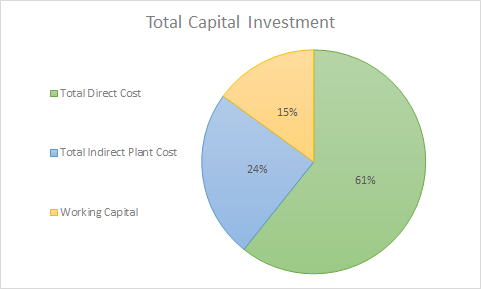 Total Capital Investment
Total Direct Cost
Total Indirect Plant Cost
Working Capital
15%
24%
61%